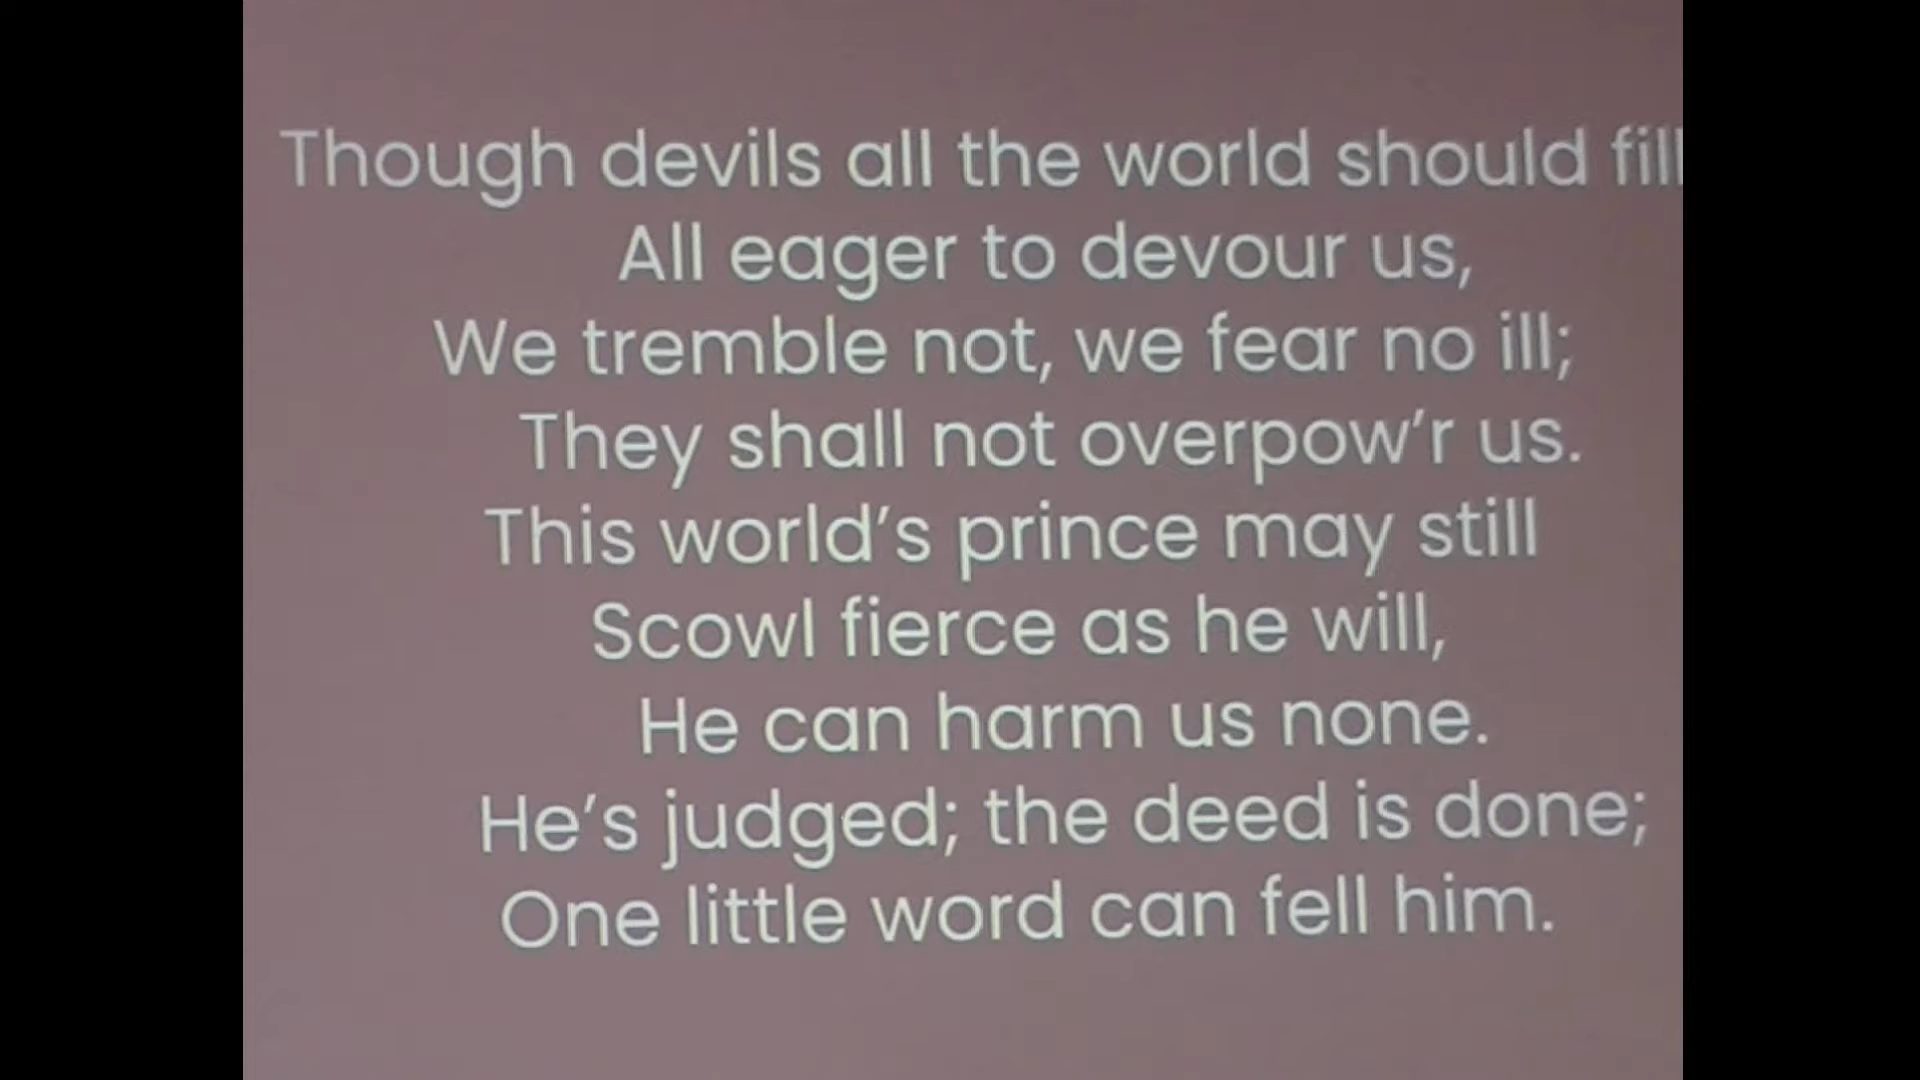 Though devils all the world should fill
All eager to devour us,
We tremble not, we fear no ill;
They shall not overpow’r us.
This world’s prince may still
Scowl fierce as he will,
He can harm us none.
He’s judged; the deed is done;
One little word can fell him.